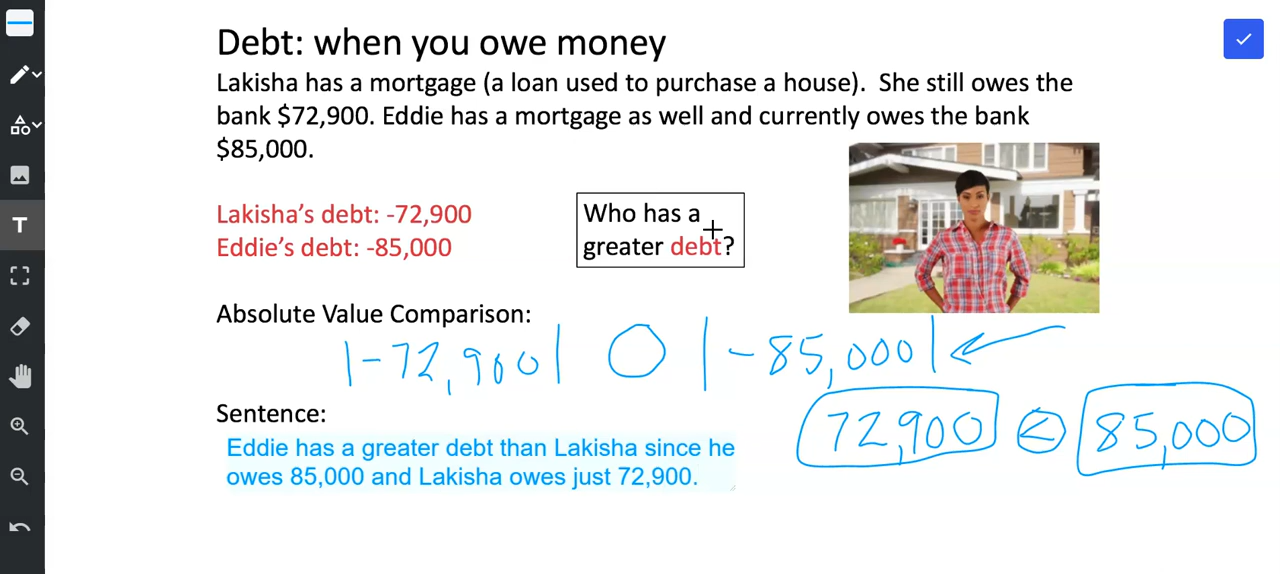 Debt: when you owe money
Lakisha has a mortgage (a loan used to purchase a house).  She still owes the
bank $72,900. Eddie has a mortgage as well and currently owes the bank
$85,000.
Lakisha's debt: -72,900
Eddie's debt: -85,000
Who has a
greater debt?
Absolute Value Comparison:
|-72,900| |-85,000|
Sentence:
72,900 < 85,000
Eddie has a greater debt than Lakisha since he
owes 85,000 and Lakisha owes just 72,900.
T